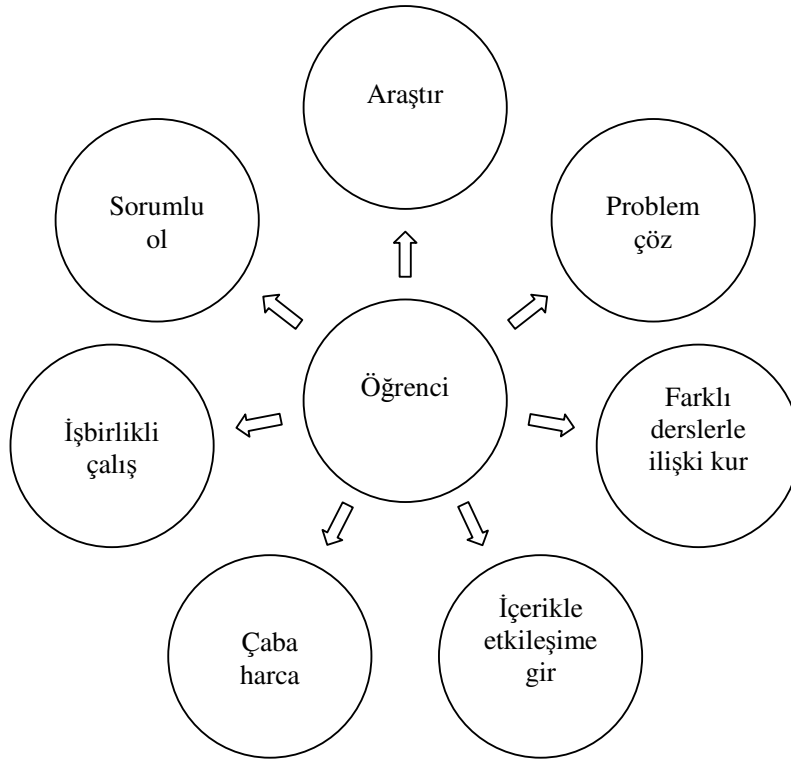 Araştır
Sorumlu
ol
Problem
çöz
Öğrenci
İşbirlikli
çalış
Farklı
derslerle
ilişki kur
Çaba
harca
İçerikle
etkileşime
gir